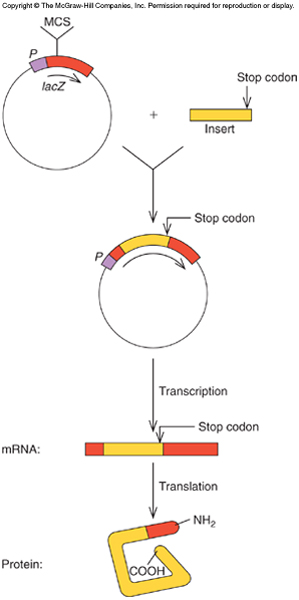 Copyright © The McGraw-Hill Companies, Inc. Permission required for reproduction or display.
MCS
P
lacZ
Stop codon
+
Insert
Stop codon
P
Transcription
Stop codon
mRNA:
Translation
NH₂
COOH
Protein: